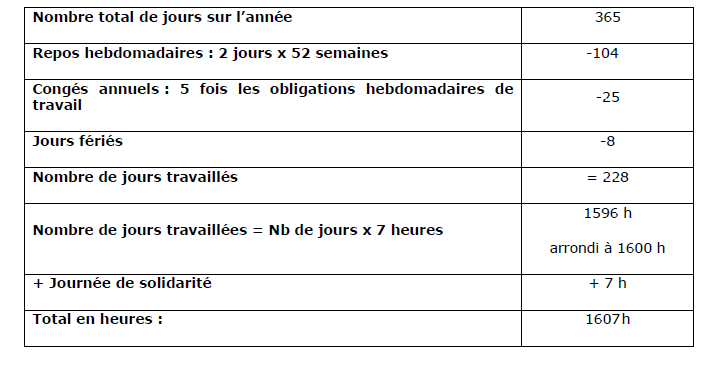 Nombre total de jours sur l’année 365
Repos hebdomadaires : 2 jours x 52 semaines -104
Congés annuels : 5 fois les obligations hebdomadaires de
travail -25
Jours fériés -8
Nombre de jours travaillés = 228
Nombre de jours travaillées = Nb de jours x 7 heures 1596 h
arrondi à 1600 h
+ Journée de solidarité + 7 h
Total en heures : 1607h